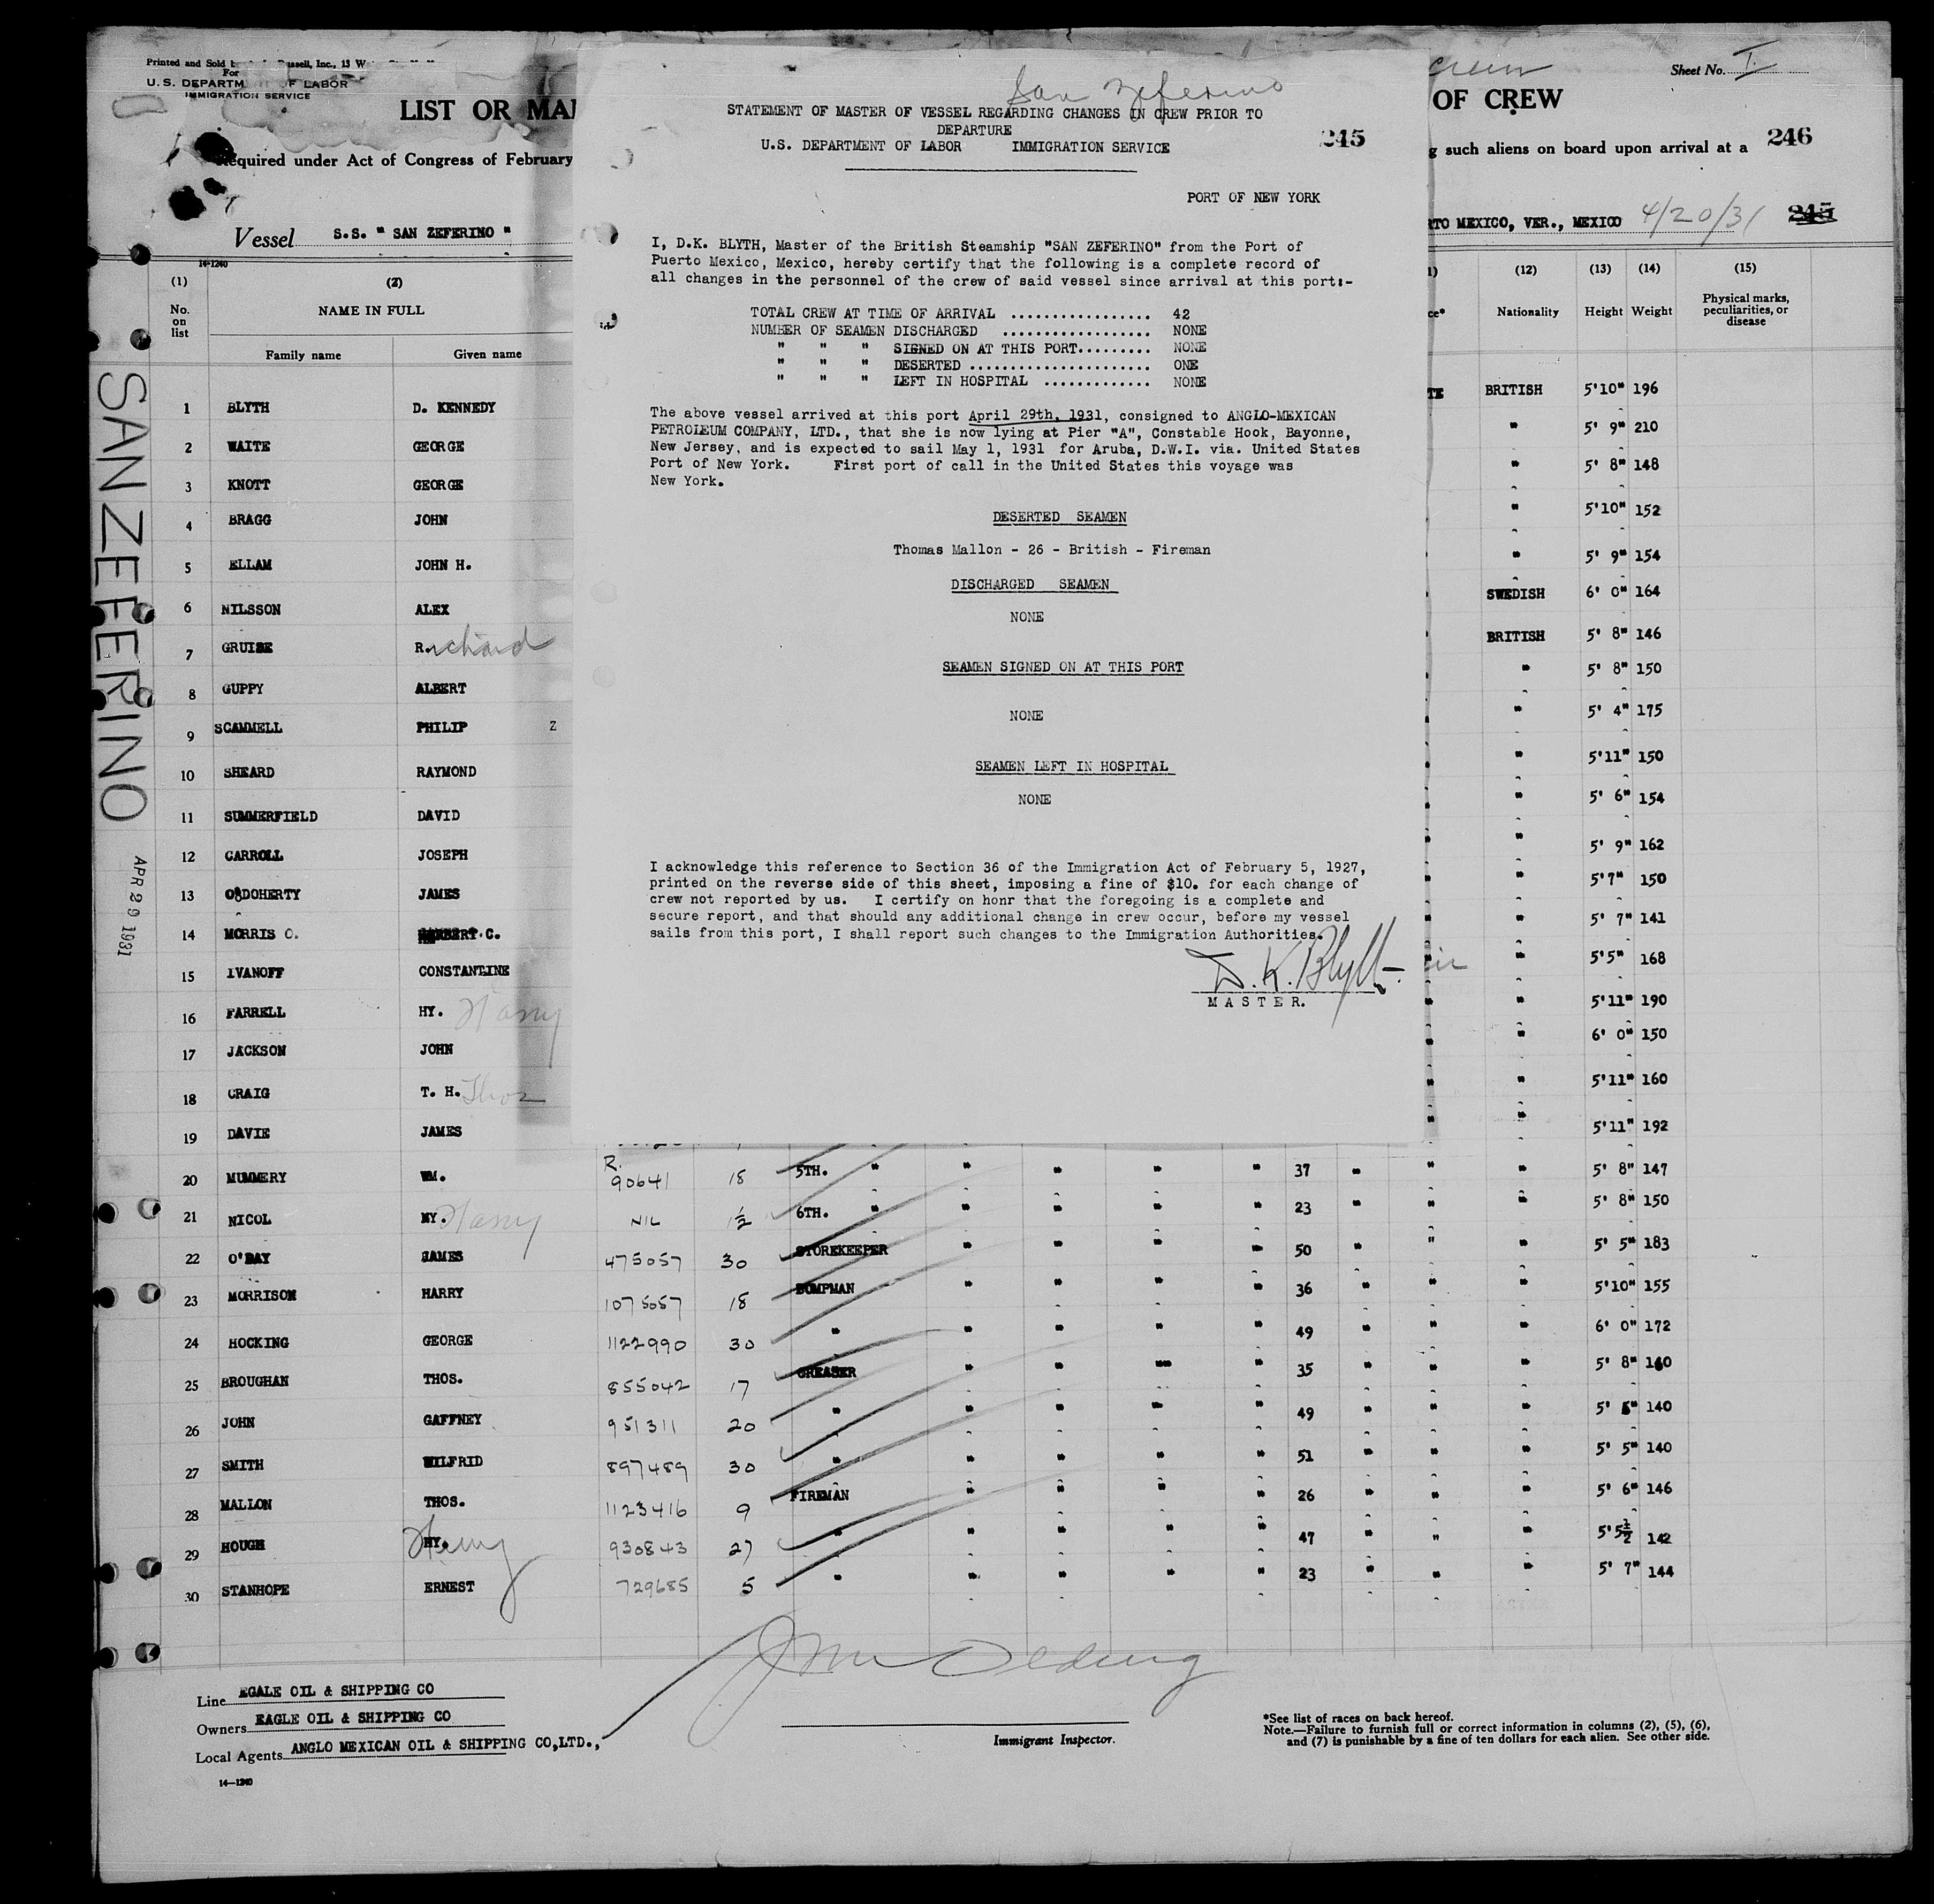 Printed and Sold b Russell, Inc., 13 W
For
U. S. DEPARTM OF LABOR
IMMIGRATION SERVICE
LIST OR MA
Required under Act of Congress of February
Vessel S.S. " SAN ZEFERINO "
14-1240
crew
Sheet No. I
OF CREW
g such aliens on board upon arrival at a 246
RTO MEXICO, VER., MEXICO 4/20/31 245
San Zeferino
STATEMENT OF MASTER OF VESSEL REGARDING CHANGES IN CREW PRIOR TO
DEPARTURE
U.S. DEPARTMENT OF LABOR IMMIGRATION SERVICE
245
PORT OF NEW YORK
I, D.K. BLYTH, Master of the British Steamship "SAN ZEFERINO" from the Port of
Puerto Mexico, Mexico, hereby certify that the following is a complete record of
all changes in the personnel of the crew of said vessel since arrival at this port:-
TOTAL CREW AT TIME OF ARRIVAL .................. 42
NUMBER OF SEAMEN DISCHARGED ................... NONE
" " " SIGNED ON AT THIS PORT......... NONE
" " " DESERTED ....................... ONE
" " " LEFT IN HOSPITAL ............. NONE
The above vessel arrived at this port April 29th, 1931, consigned to ANGLO-MEXICAN
PETROLEUM COMPANY, LTD., that she is now lying at Pier "A", Constable Hook, Bayonne,
New Jersey, and is expected to sail May 1, 1931 for Aruba, D.W.I. via. United States
Port of New York. First port of call in the United States this voyage was
New York.
DESERTED SEAMEN
Thomas Mallon - 26 - British - Fireman
DISCHARGED SEAMEN
NONE
SEAMEN SIGNED ON AT THIS PORT
NONE
SEAMEN LEFT IN HOSPITAL
NONE
I acknowledge this reference to Section 36 of the Immigration Act of February 5, 1927,
printed on the reverse side of this sheet, imposing a fine of $10. for each change of
crew not reported by us. I certify on honr that the foregoing is a complete and
secure report, and that should any additional change in crew occur, before my vessel
sails from this port, I shall report such changes to the Immigration Authorities.
D. K. Blyth
MASTER.
SAN ZEFERINO
APR 29 1931
(1) (2) (12) (13) (14) (15)
No. on list NAME IN FULL Nationality Height Weight Physical marks, peculiarities, or disease
Family name Given name
1 BLYTH D. KENNEDY BRITISH 5'10" 196
2 WAITE GEORGE " 5' 9" 210
3 KNOTT GEORGE " 5' 8" 148
4 BRAGG JOHN " 5'10" 152
5 ELLAM JOHN H. " 5' 9" 154
6 NILSSON ALEX SWEDISH 6' 0" 164
7 GRUISE R. Richard BRITISH 5' 8" 146
8 GUPPY ALBERT " 5' 8" 150
9 SCAMMELL PHILIP Z " 5' 4" 175
10 SHEARD RAYMOND " 5'11" 150
11 SUMMERFIELD DAVID " 5' 6" 154
12 CARROLL JOSEPH " 5' 9" 162
13 O'DOHERTY JAMES " 5'7" 150
14 MORRIS O. C. " 5' 7" 141
15 IVANOFF CONSTANTINE " 5'5" 168
16 FARRELL HY. Harry " 5'11" 190
17 JACKSON JOHN " 6' 0" 150
18 CRAIG T. H. Thos " 5'11" 160
19 DAVIE JAMES " 5'11" 192
20 MUMMERY WM. R. 90641 18 5TH. " " " " " 37 " " " 5' 8" 147
21 NICOL HY. Harry NIL 1½ 6TH. " " " " " 23 " " " 5' 8" 150
22 O'DAY JAMES 475057 30 STOREKEEPER " " " " 50 " " " 5' 5" 183
23 MORRISON HARRY 1075057 18 PUMPMAN " " " " 36 " " " 5'10" 155
24 HOCKING GEORGE 1122990 30 " " " " " 49 " " " 6' 0" 172
25 BROUGHAN THOS. 855042 17 GREASER " " " " 35 " " " 5' 8" 140
26 JOHN GAFFNEY 951311 20 " " " " " 49 " " " 5' 5" 140
27 SMITH WILFRID 897489 30 " " " " " 51 " " " 5' 5" 140
28 MALLON THOS. 1123416 9 FIREMAN " " " " 26 " " " 5' 6" 146
29 HOUGH HY. Harry 930843 27 " " " " " 47 " " " 5'5½ 142
30 STANHOPE ERNEST 729685 5 " " " " " 23 " " " 5' 7" 144
Line EGALE OIL & SHIPPING CO
Owners EAGLE OIL & SHIPPING CO
Local Agents ANGLO MEXICAN OIL & SHIPPING CO,LTD.,
14—1240
Immigrant Inspector.
*See list of races on back hereof.
Note.—Failure to furnish full or correct information in columns (2), (5), (6),
and (7) is punishable by a fine of ten dollars for each alien. See other side.